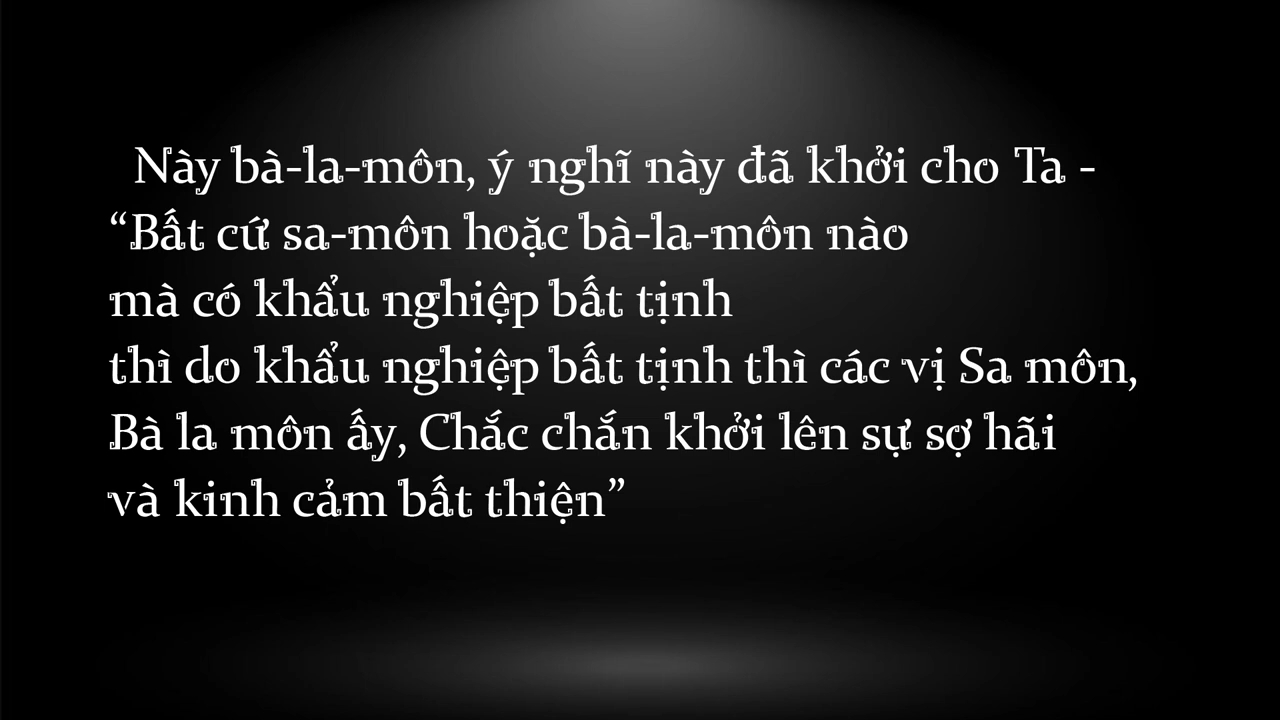 Này bà-la-môn, ý nghĩ này đã khởi cho Ta -
“Bất cứ sa-môn hoặc bà-la-môn nào
mà có khẩu nghiệp bất tịnh
thì do khẩu nghiệp bất tịnh thì các vị Sa môn,
Bà la môn ấy, Chắc chắn khởi lên sự sợ hãi
và kinh cảm bất thiện”